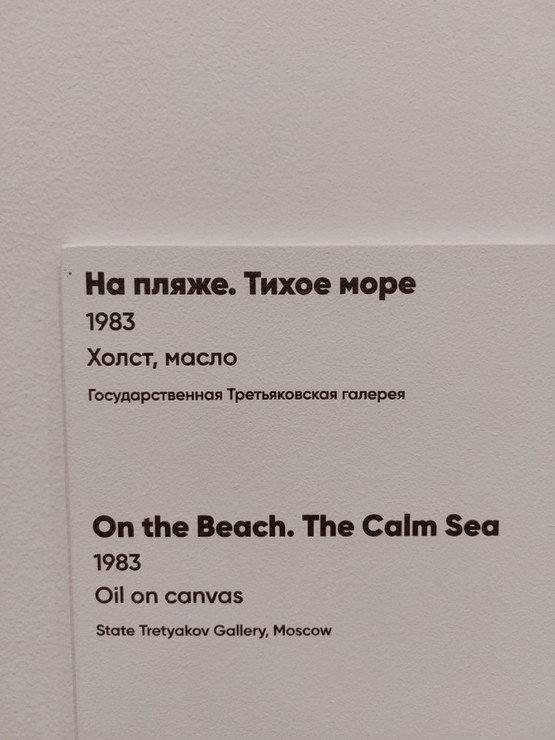 На пляже. Тихое море
1983
Холст, масло
Государственная Третьяковская галерея
On the Beach. The Calm Sea
1983
Oil on canvas
State Tretyakov Gallery, Moscow